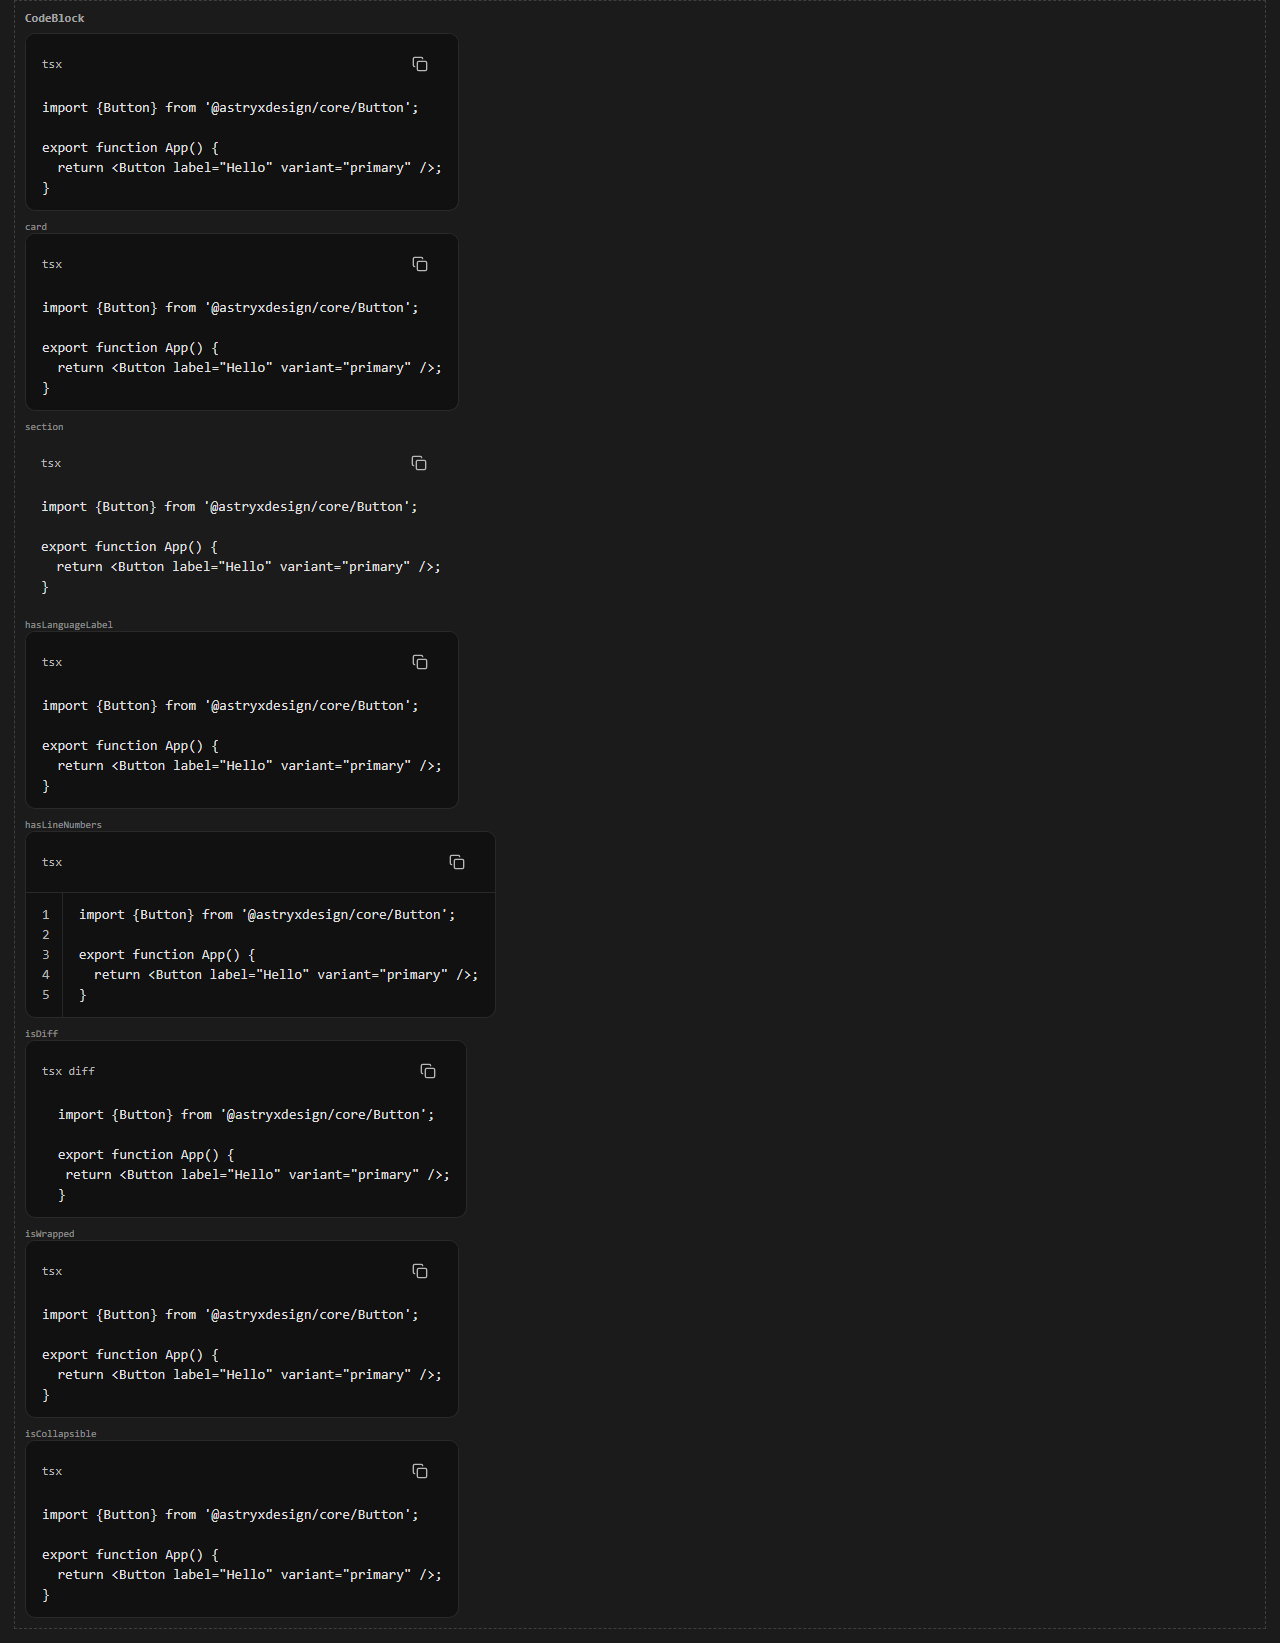 CodeBlock
tsx
import {Button} from '@astryxdesign/core/Button';
export function App() {
  return <Button label="Hello" variant="primary" />;
}
card
tsx
import {Button} from '@astryxdesign/core/Button';
export function App() {
  return <Button label="Hello" variant="primary" />;
}
section
tsx
import {Button} from '@astryxdesign/core/Button';
export function App() {
  return <Button label="Hello" variant="primary" />;
}
hasLanguageLabel
tsx
import {Button} from '@astryxdesign/core/Button';
export function App() {
  return <Button label="Hello" variant="primary" />;
}
hasLineNumbers
tsx
1 import {Button} from '@astryxdesign/core/Button';
2
3 export function App() {
4   return <Button label="Hello" variant="primary" />;
5 }
isDiff
tsx diff
import {Button} from '@astryxdesign/core/Button';
export function App() {
 return <Button label="Hello" variant="primary" />;
}
isWrapped
tsx
import {Button} from '@astryxdesign/core/Button';
export function App() {
  return <Button label="Hello" variant="primary" />;
}
isCollapsible
tsx
import {Button} from '@astryxdesign/core/Button';
export function App() {
  return <Button label="Hello" variant="primary" />;
}